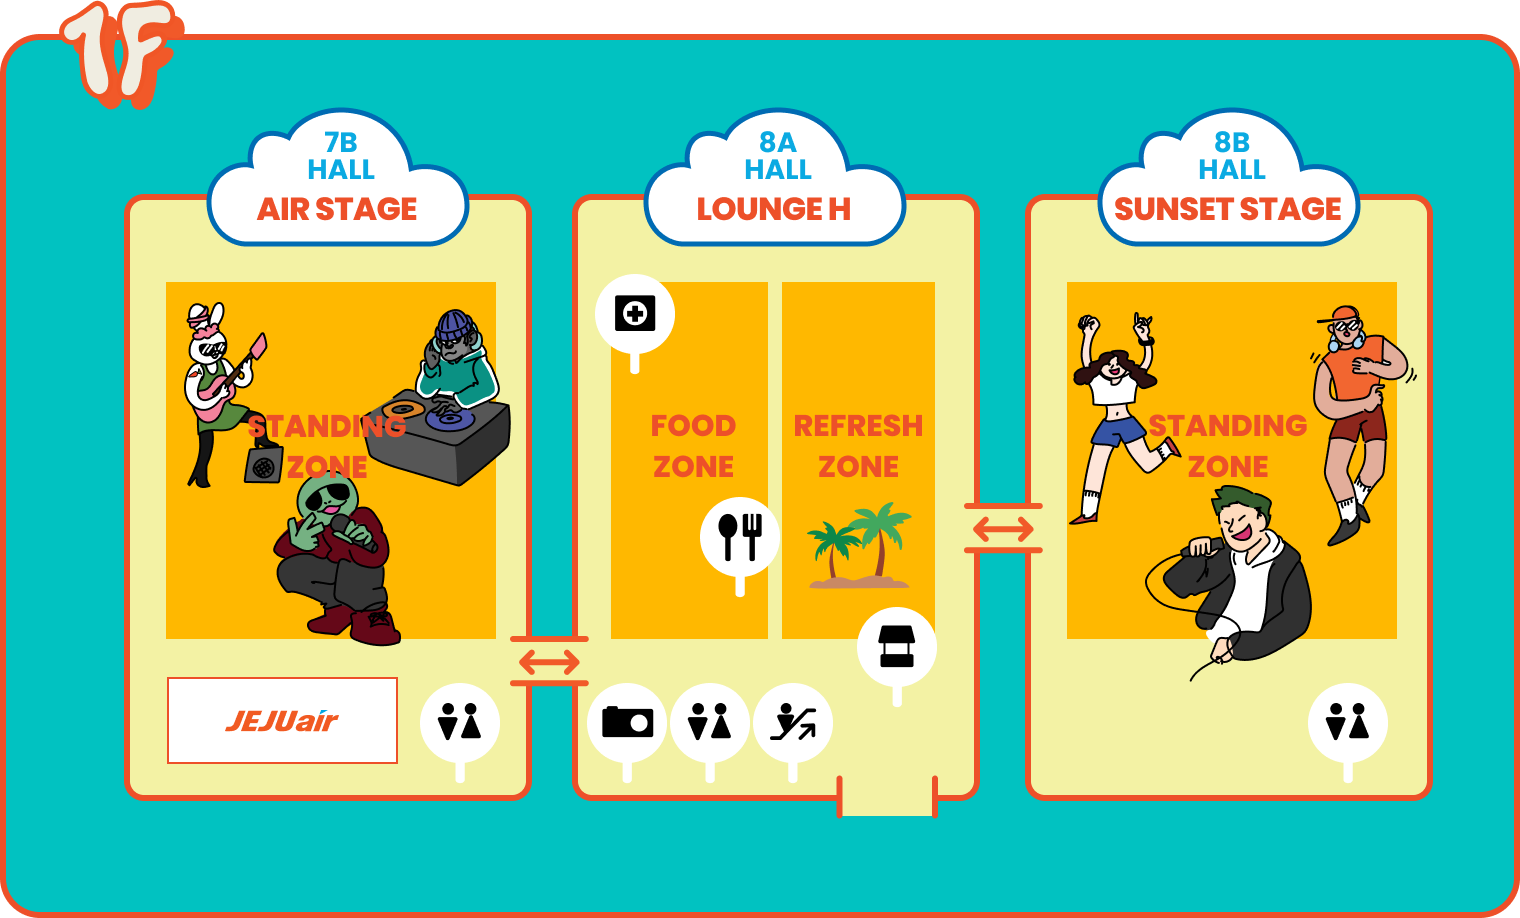 1F
7B
HALL
AIR STAGE
8A
HALL
LOUNGE H
8B
HALL
SUNSET STAGE
STANDING
ZONE
FOOD
ZONE
REFRESH
ZONE
STANDING
ZONE
JEJUair